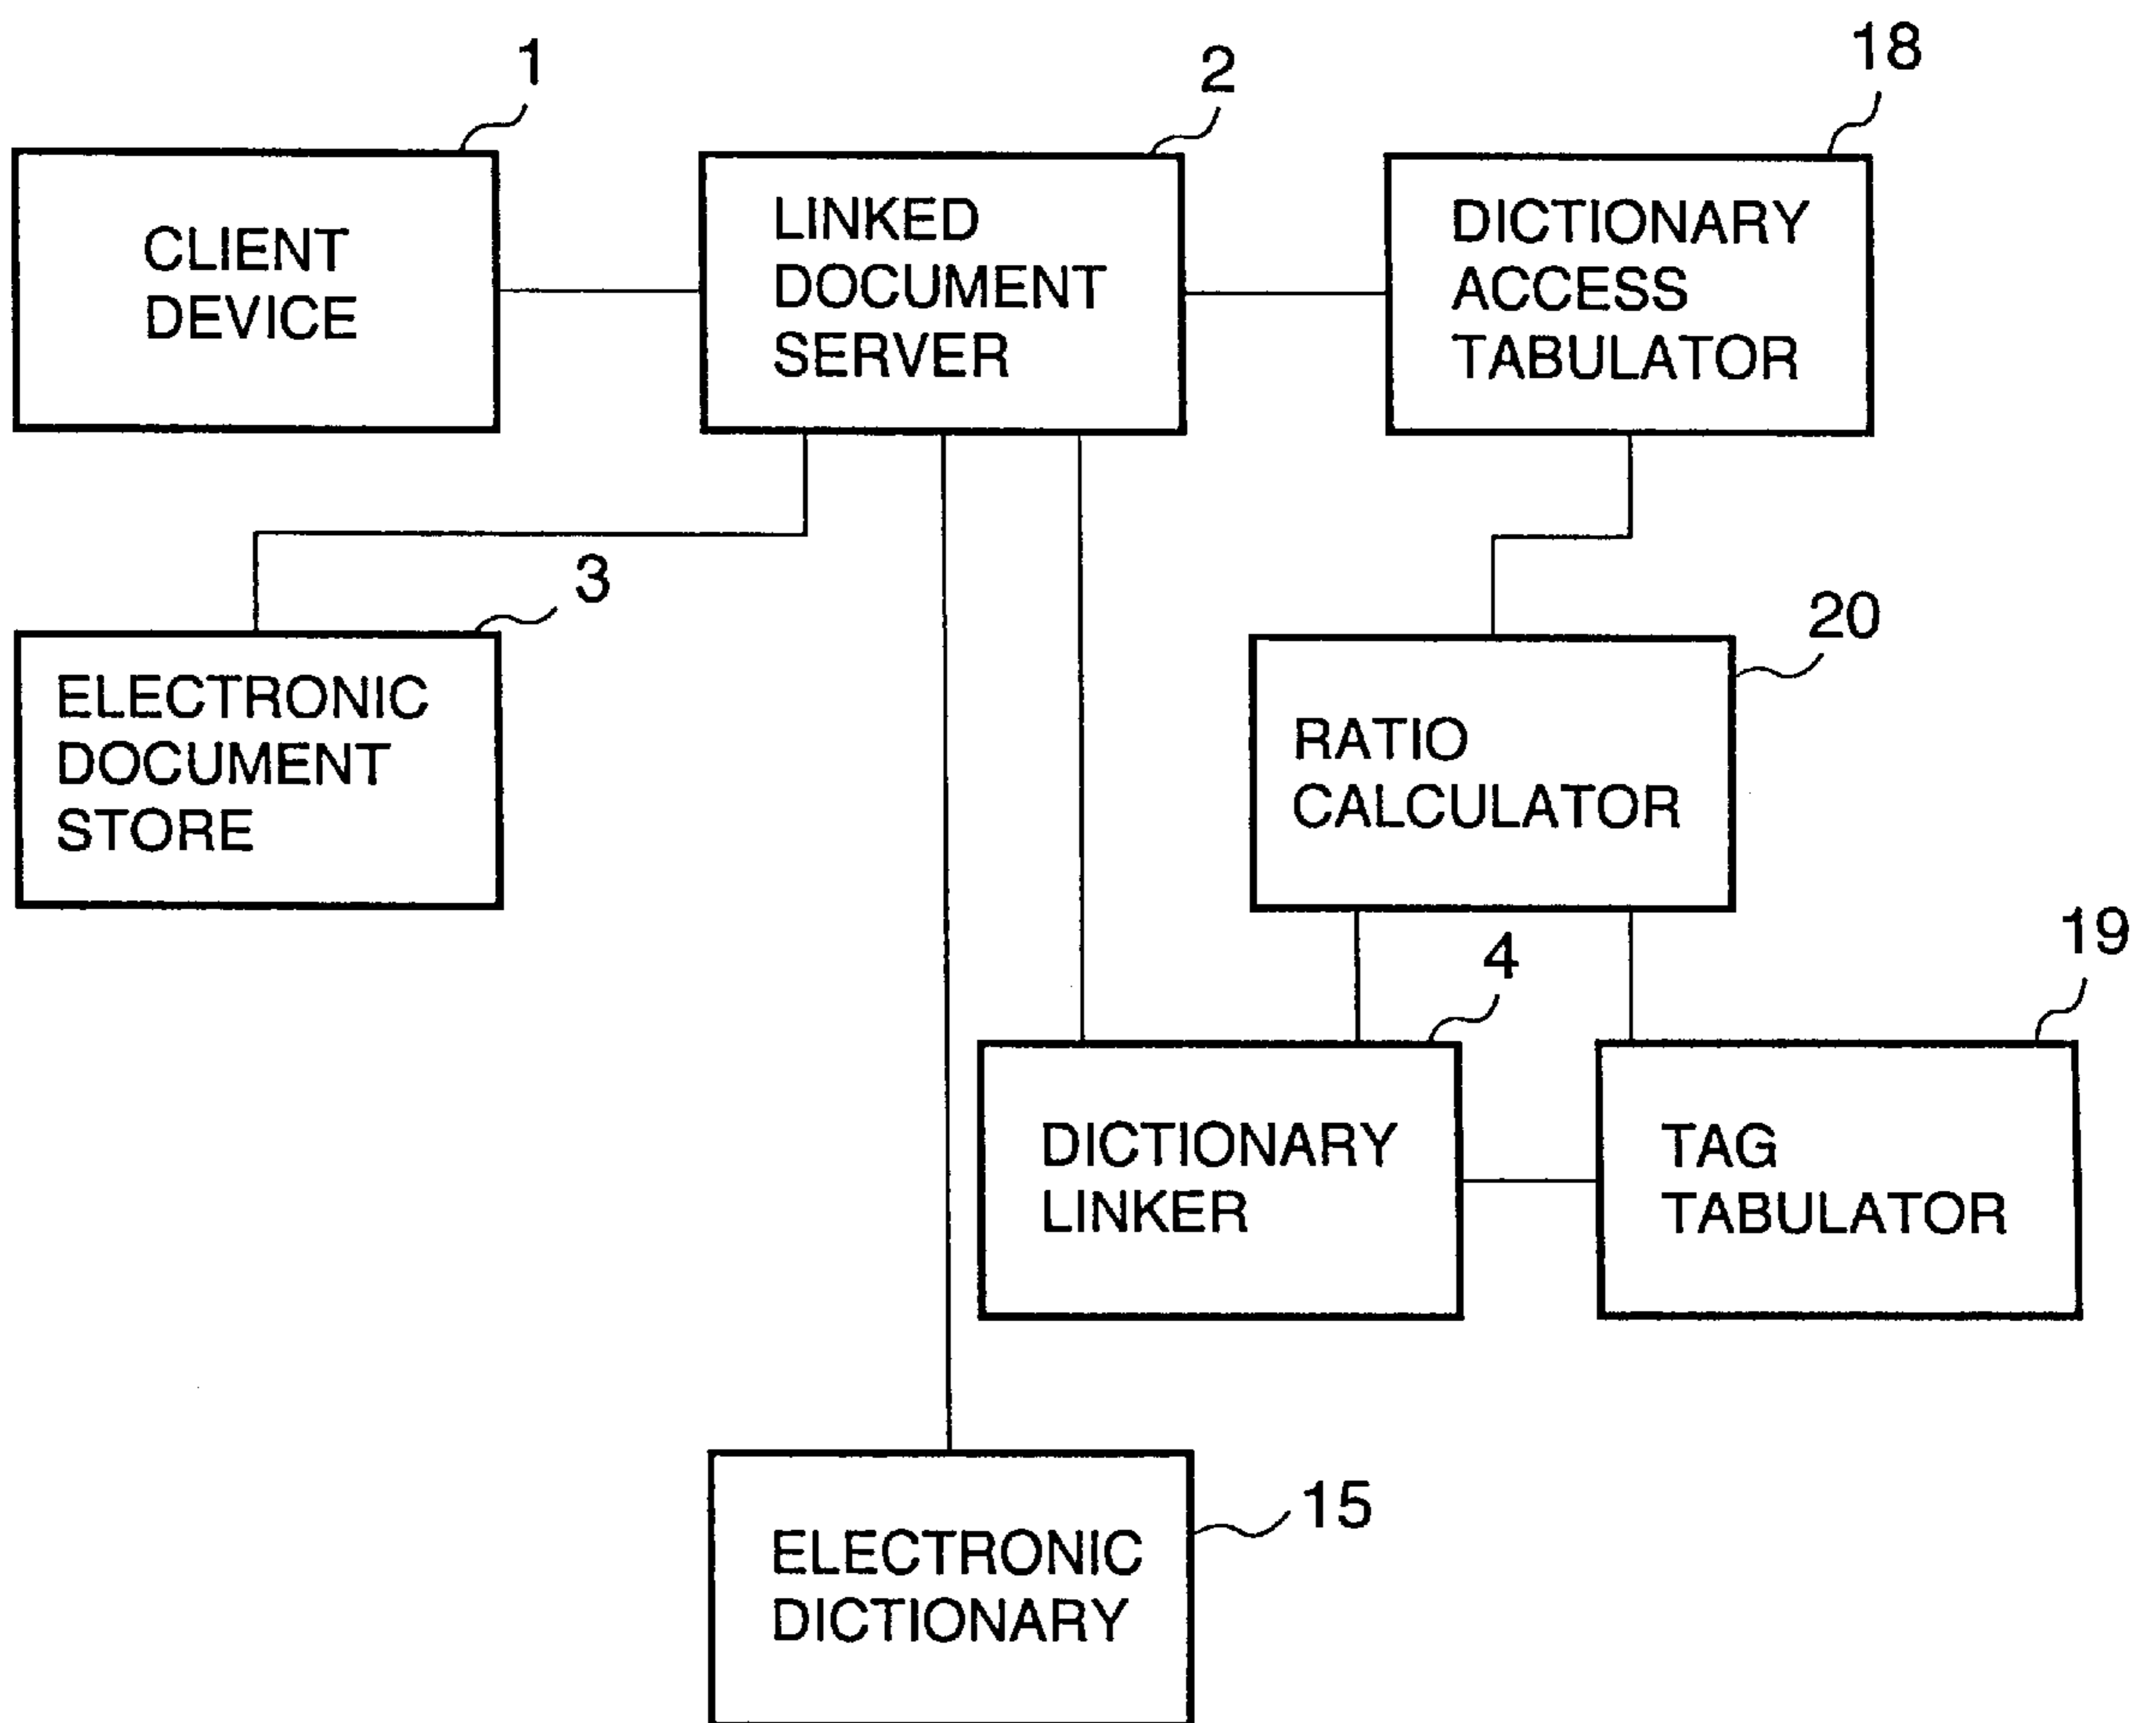 1
CLIENT
DEVICE
2
LINKED
DOCUMENT
SERVER
18
DICTIONARY
ACCESS
TABULATOR
3
ELECTRONIC
DOCUMENT
STORE
20
RATIO
CALCULATOR
4
DICTIONARY
LINKER
19
TAG
TABULATOR
15
ELECTRONIC
DICTIONARY